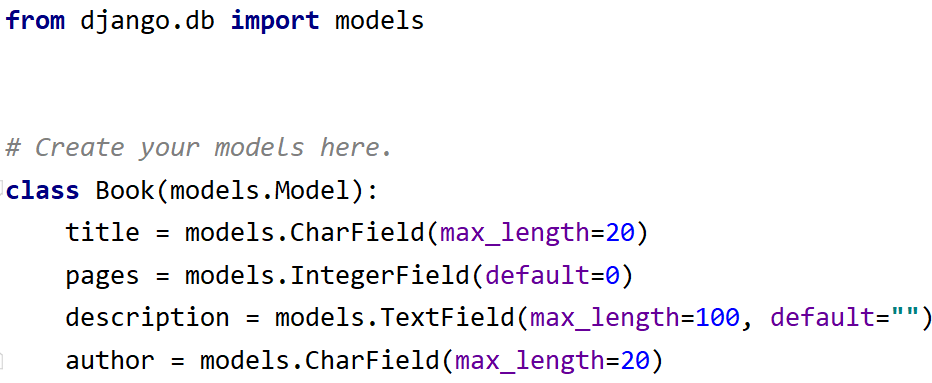 from django.db import models
# Create your models here.
class Book(models.Model):
    title = models.CharField(max_length=20)
    pages = models.IntegerField(default=0)
    description = models.TextField(max_length=100, default="")
    author = models.CharField(max_length=20)